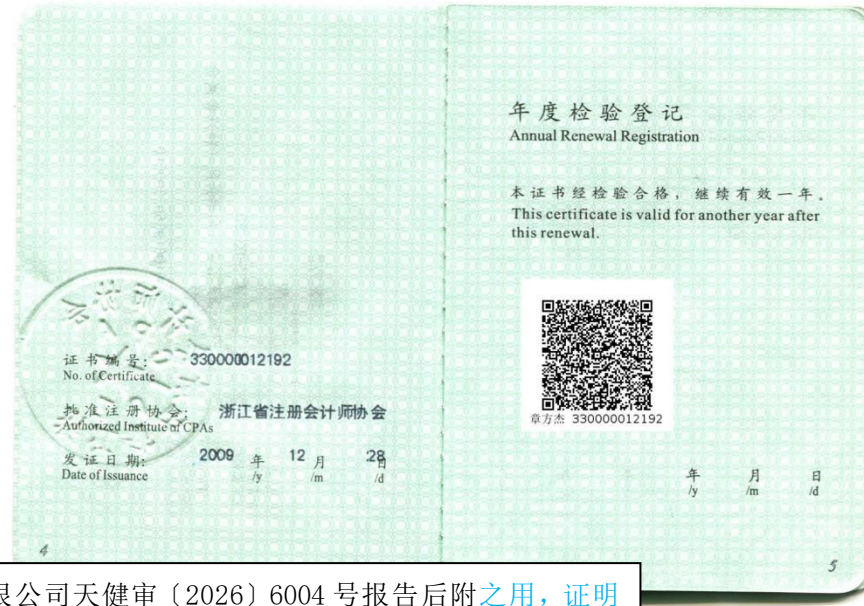 证书编号: 330000012192
No. of Certificate
批准注册协会: 浙江省注册会计师协会
Authorized Institute of CPAs
发证日期: 2009 年 12 月 28 日
Date of Issuance /y /m /d
4
年度检验登记
Annual Renewal Registration
本证书经检验合格，继续有效一年。
This certificate is valid for another year after
this renewal.
章方杰 330000012192
年 月 日
/y /m /d
5
限公司天健审〔2026〕6004 号报告后附之用，证明